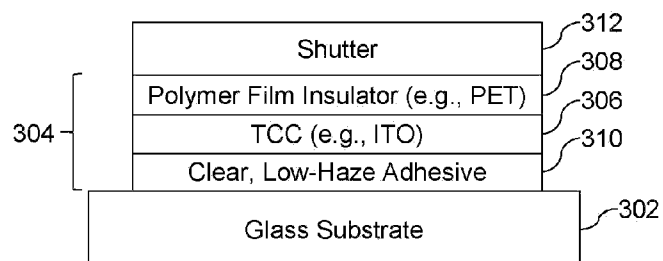 Shutter
312
Polymer Film Insulator (e.g., PET)
308
304
TCC (e.g., ITO)
306
Clear, Low-Haze Adhesive
310
Glass Substrate
302